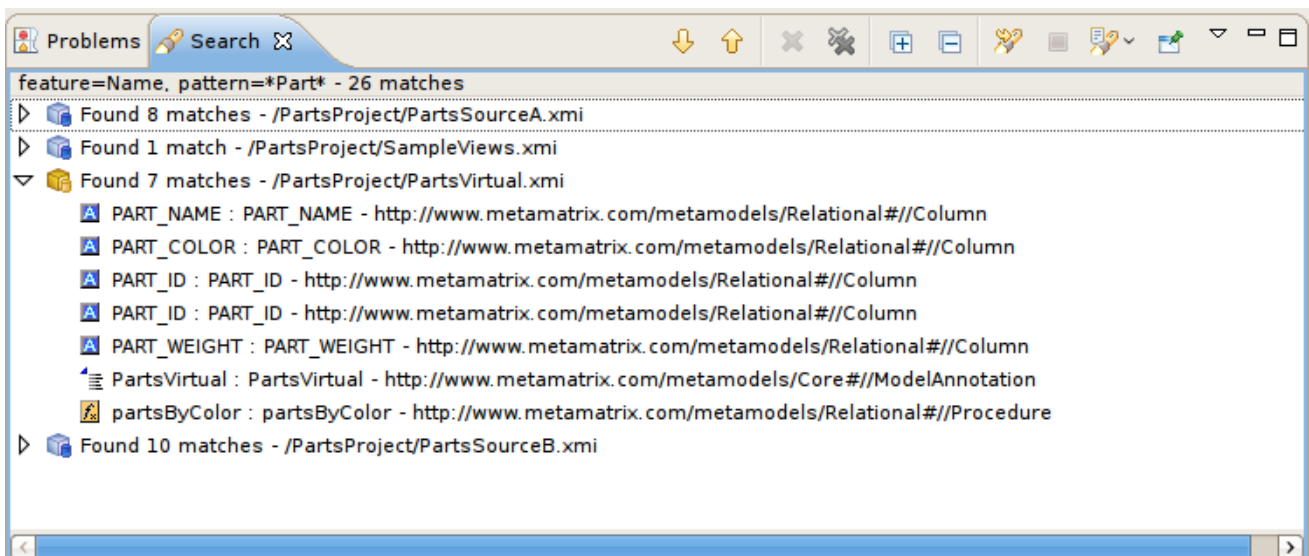 Problems Search
feature=Name, pattern=*Part* - 26 matches
Found 8 matches - /PartsProject/PartsSourceA.xmi
Found 1 match - /PartsProject/SampleViews.xmi
Found 7 matches - /PartsProject/PartsVirtual.xmi
PART_NAME : PART_NAME - http://www.metamatrix.com/metamodels/Relational#//Column
PART_COLOR : PART_COLOR - http://www.metamatrix.com/metamodels/Relational#//Column
PART_ID : PART_ID - http://www.metamatrix.com/metamodels/Relational#//Column
PART_ID : PART_ID - http://www.metamatrix.com/metamodels/Relational#//Column
PART_WEIGHT : PART_WEIGHT - http://www.metamatrix.com/metamodels/Relational#//Column
PartsVirtual : PartsVirtual - http://www.metamatrix.com/metamodels/Core#//ModelAnnotation
partsByColor : partsByColor - http://www.metamatrix.com/metamodels/Relational#//Procedure
Found 10 matches - /PartsProject/PartsSourceB.xmi